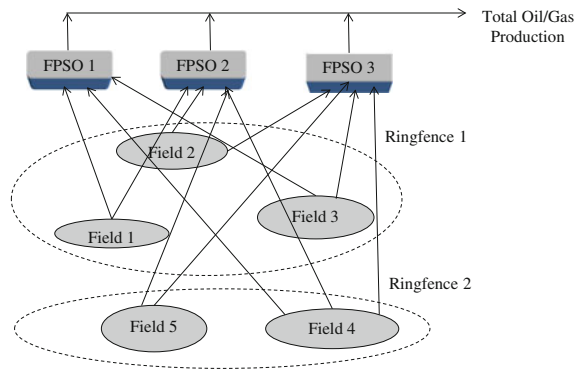 Total Oil/Gas
Production
FPSO 1
FPSO 2
FPSO 3
Ringfence 1
Field 2
Field 3
Field 1
Ringfence 2
Field 5
Field 4